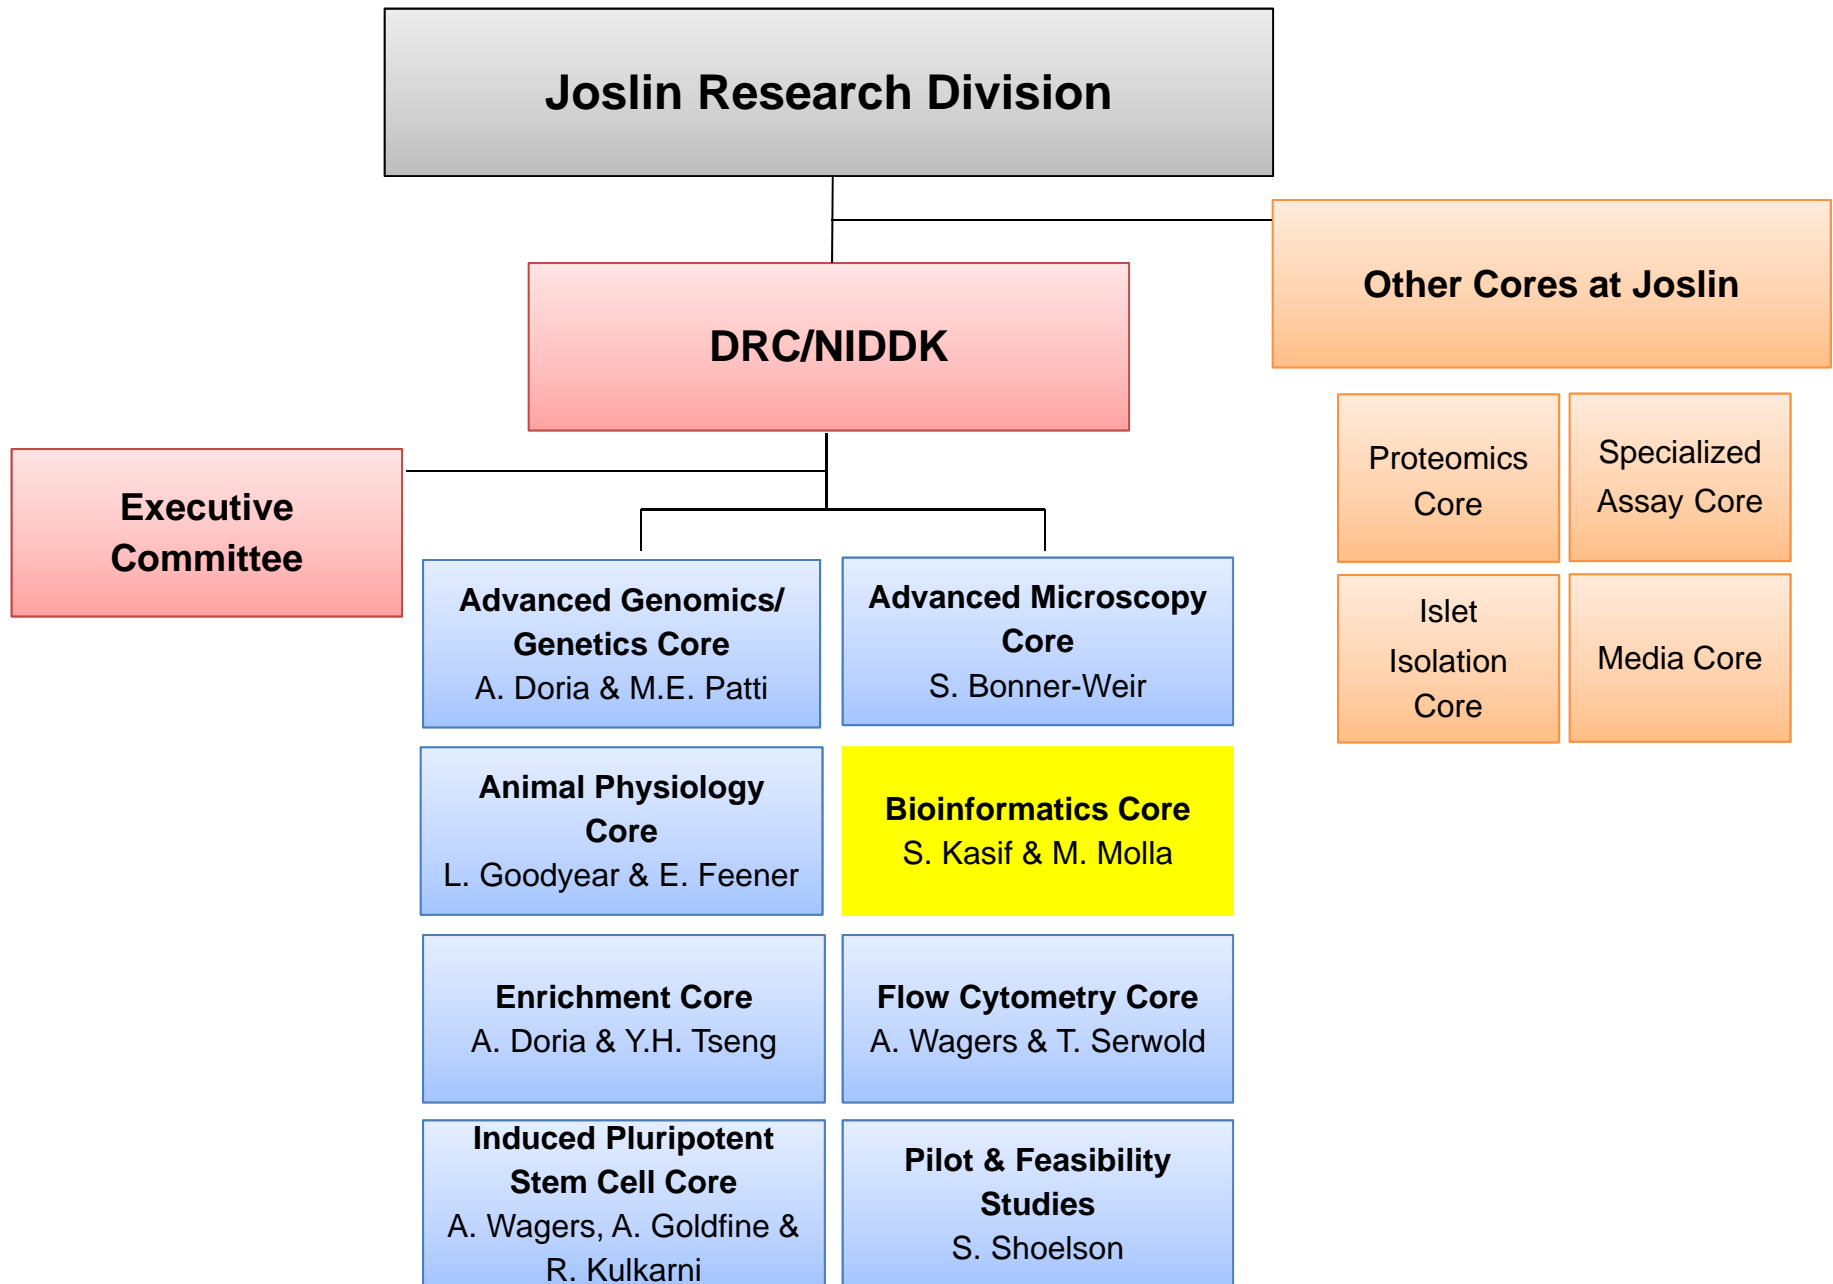 Joslin Research Division
Other Cores at Joslin
DRC/NIDDK
Proteomics
Core
Specialized
Assay Core
Executive
Committee
Islet
Isolation
Core
Media Core
Advanced Genomics/
Genetics Core
A. Doria & M.E. Patti
Advanced Microscopy
Core
S. Bonner-Weir
Animal Physiology
Core
L. Goodyear & E. Feener
Bioinformatics Core
S. Kasif & M. Molla
Enrichment Core
A. Doria & Y.H. Tseng
Flow Cytometry Core
A. Wagers & T. Serwold
Induced Pluripotent
Stem Cell Core
A. Wagers, A. Goldfine &
R. Kulkarni
Pilot & Feasibility
Studies
S. Shoelson